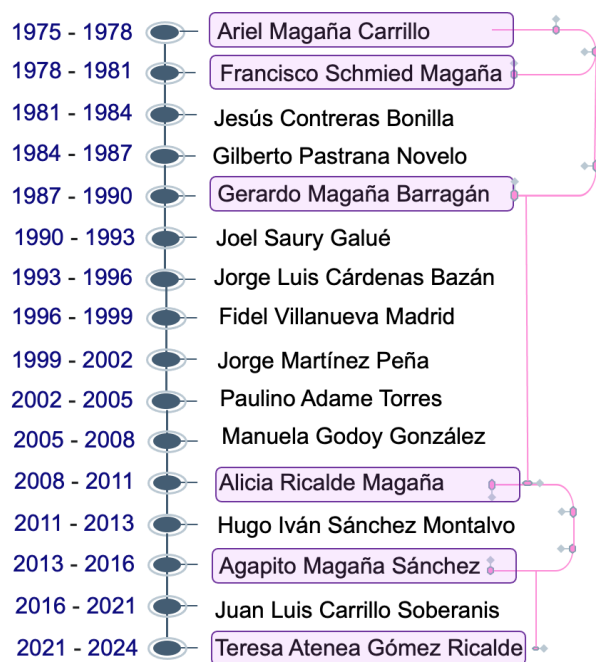 1975 - 1978 Ariel Magaña Carrillo
1978 - 1981 Francisco Schmied Magaña
1981 - 1984 Jesús Contreras Bonilla
1984 - 1987 Gilberto Pastrana Novelo
1987 - 1990 Gerardo Magaña Barragán
1990 - 1993 Joel Saury Galué
1993 - 1996 Jorge Luis Cárdenas Bazán
1996 - 1999 Fidel Villanueva Madrid
1999 - 2002 Jorge Martínez Peña
2002 - 2005 Paulino Adame Torres
2005 - 2008 Manuela Godoy González
2008 - 2011 Alicia Ricalde Magaña
2011 - 2013 Hugo Iván Sánchez Montalvo
2013 - 2016 Agapito Magaña Sánchez
2016 - 2021 Juan Luis Carrillo Soberanis
2021 - 2024 Teresa Atenea Gómez Ricalde